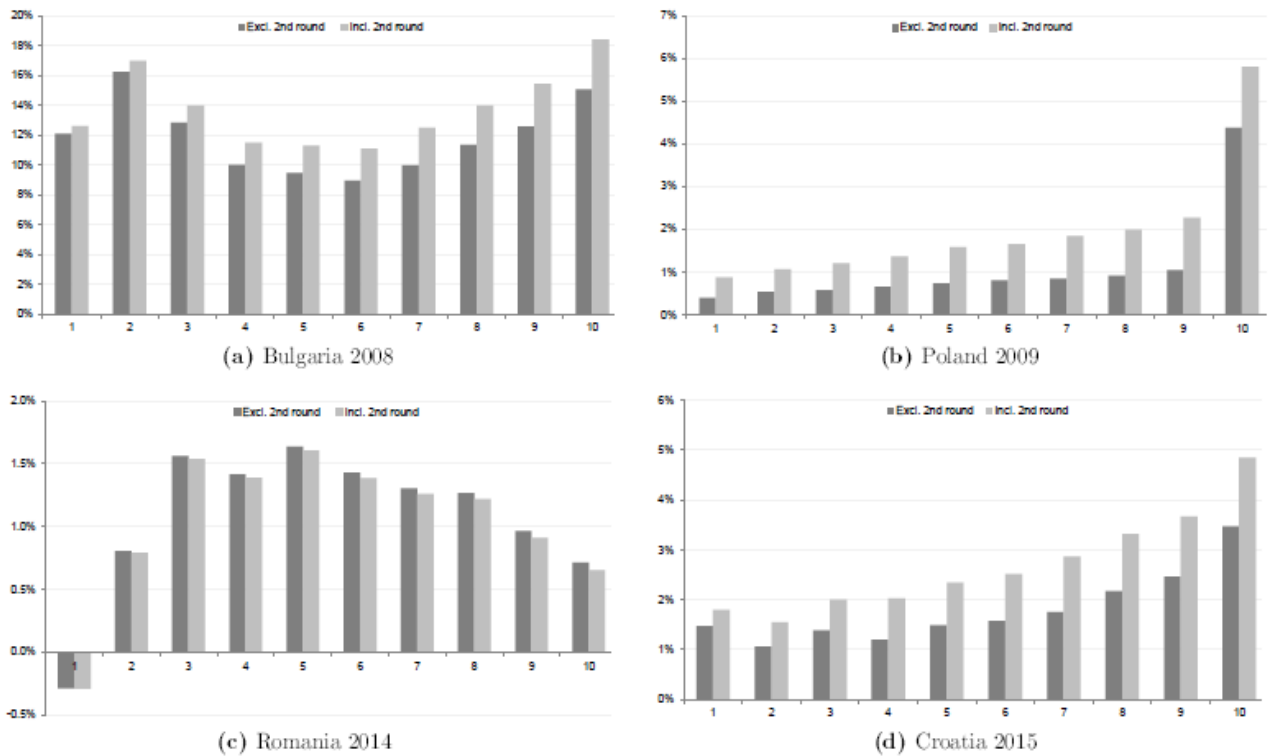 20%
Excl. 2nd round Incl. 2nd round
18%
16%
14%
12%
10%
8%
6%
4%
2%
0%
1 2 3 4 5 6 7 8 9 10
(a) Bulgaria 2008
7%
Excl. 2nd round Incl. 2nd round
6%
5%
4%
3%
2%
1%
0%
1 2 3 4 5 6 7 8 9 10
(b) Poland 2009
2.0%
Excl. 2nd round Incl. 2nd round
1.5%
1.0%
0.5%
0.0%
1 2 3 4 5 6 7 8 9 10
-0.5%
(c) Romania 2014
6%
Excl. 2nd round Incl. 2nd round
5%
4%
3%
2%
1%
0%
1 2 3 4 5 6 7 8 9 10
(d) Croatia 2015